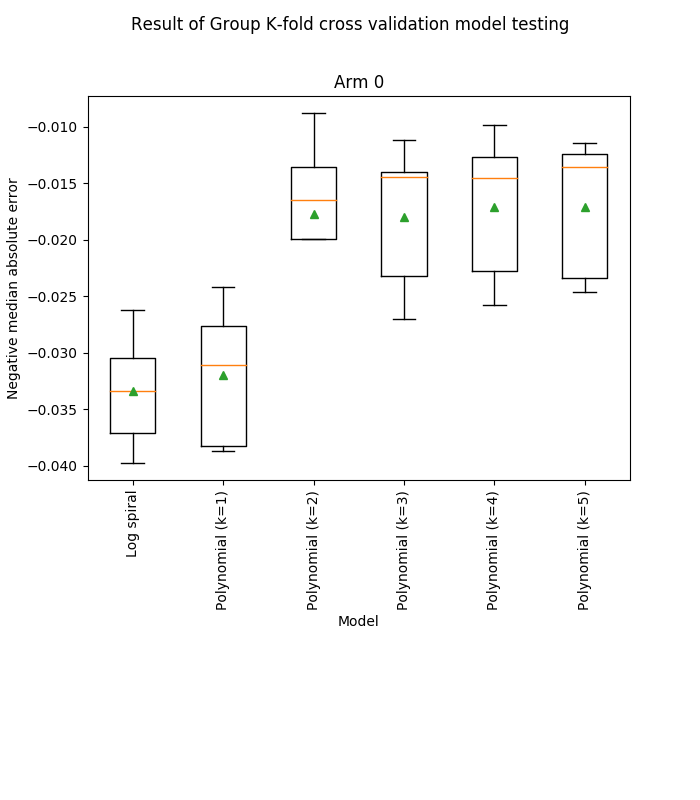 Result of Group K-fold cross validation model testing
Arm 0
Negative median absolute error
−0.010
−0.015
−0.020
−0.025
−0.030
−0.035
−0.040
Log spiral
Polynomial (k=1)
Polynomial (k=2)
Polynomial (k=3)
Polynomial (k=4)
Polynomial (k=5)
Model